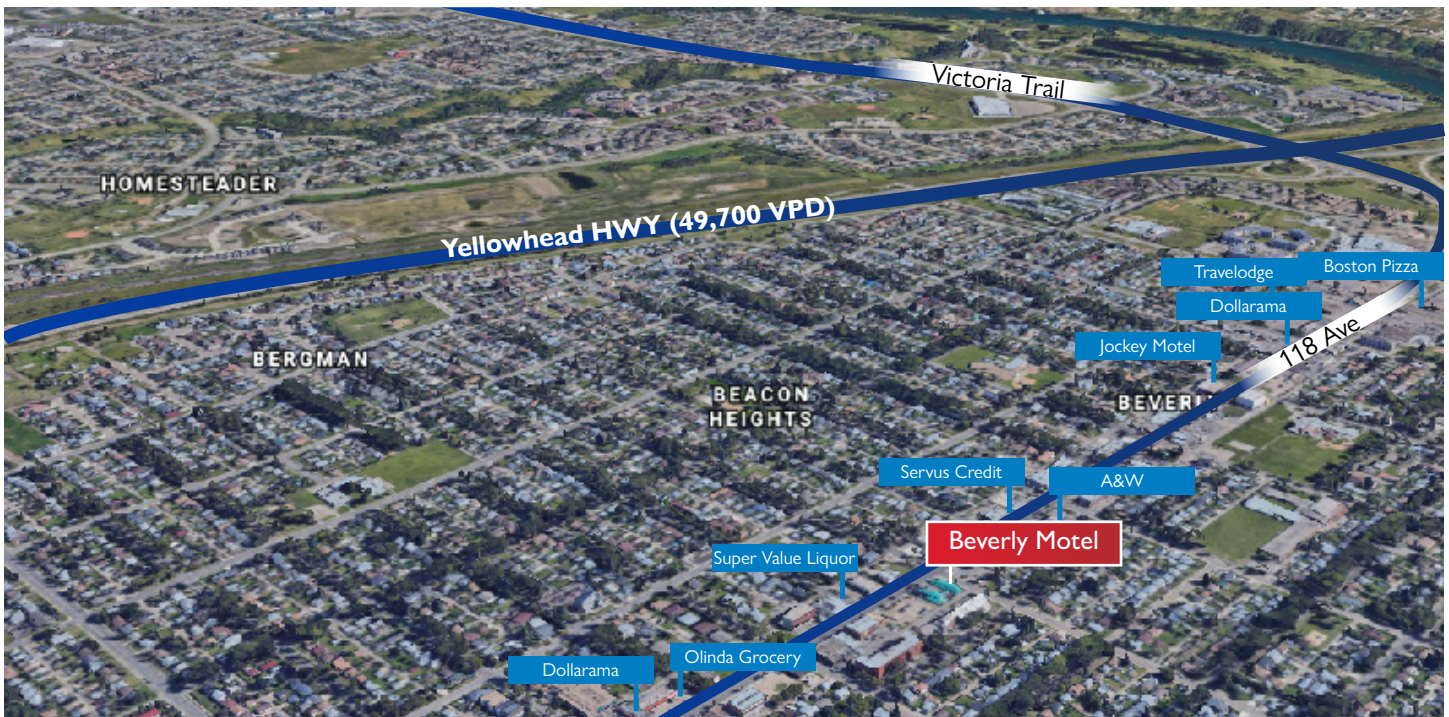 Victoria Trail
HOMESTEADER
Yellowhead HWY (49,700 VPD)
Travelodge
Boston Pizza
Dollarama
118 Ave
Jockey Motel
BERGMAN
BEACON
HEIGHTS
BEVERL
Servus Credit
A&W
Beverly Motel
Super Value Liquor
Olinda Grocery
Dollarama